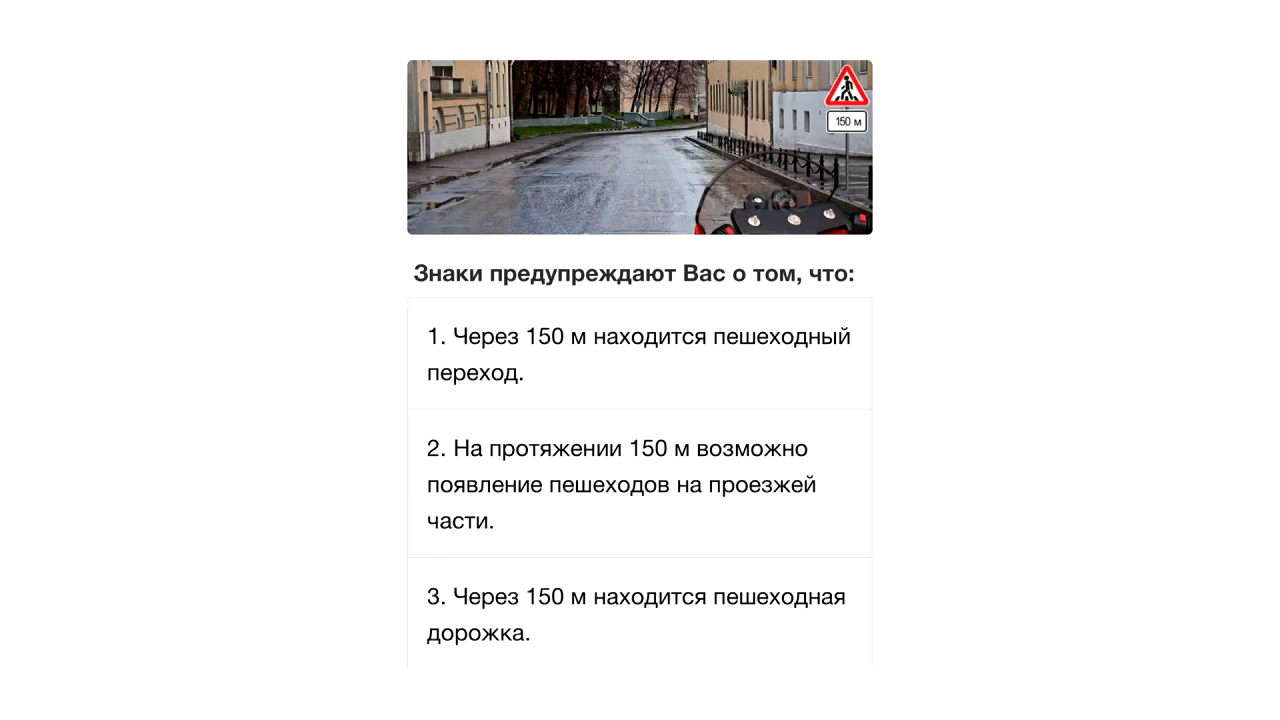 150 м
Знаки предупреждают Вас о том, что:
1. Через 150 м находится пешеходный
переход.
2. На протяжении 150 м возможно
появление пешеходов на проезжей
части.
3. Через 150 м находится пешеходная
дорожка.